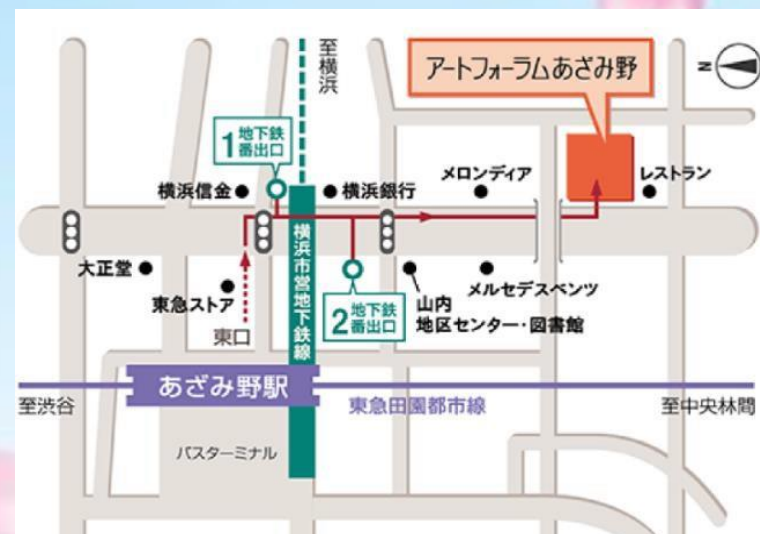 至横浜
アートフォーラムあざみ野
N
1 地下鉄
番出口
横浜信金
横浜銀行
メロンディア
レストラン
横浜市営地下鉄線
大正堂
東急ストア
東口
2 地下鉄
番出口
山内
地区センター・図書館
メルセデスベンツ
あざみ野駅
至渋谷
東急田園都市線
至中央林間
バスターミナル